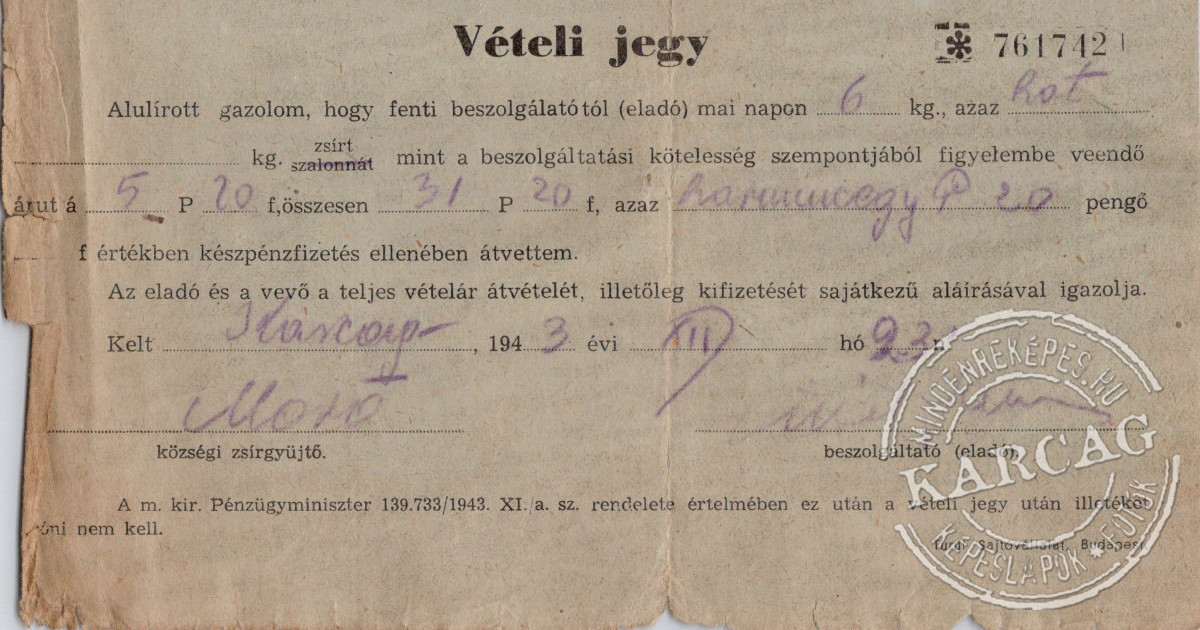 Vételi jegy
761742
Alulírott gazolom, hogy fenti beszolgálatótól (eladó) mai napon 6 kg., azaz hat
kg. zsírt szalonnát mint a beszolgáltatási kötelesség szempontjából figyelembe veendő
árut á 5 P 20 f, összesen 31 P 20 f, azaz harmincegy P 20 pengő
f értékben készpénzfizetés ellenében átvettem.
Az eladó és a vevő a teljes vételár átvételét, illetőleg kifizetését sajátkezű aláírásával igazolja.
Kelt Karcag, 1943 évi XII hó 23n
községi zsírgyüjtő.
beszolgáltató (eladó).
A m. kir. Pénzügyminiszter 139.733/1943. XI./a. sz. rendelete értelmében ez után a vételi jegy után illetéket
róni nem kell.
Sajtóvállalat, Budapest
MINDENREKÉPES.HU
KARCAG
KÉPESLAPOK * FOTÓK